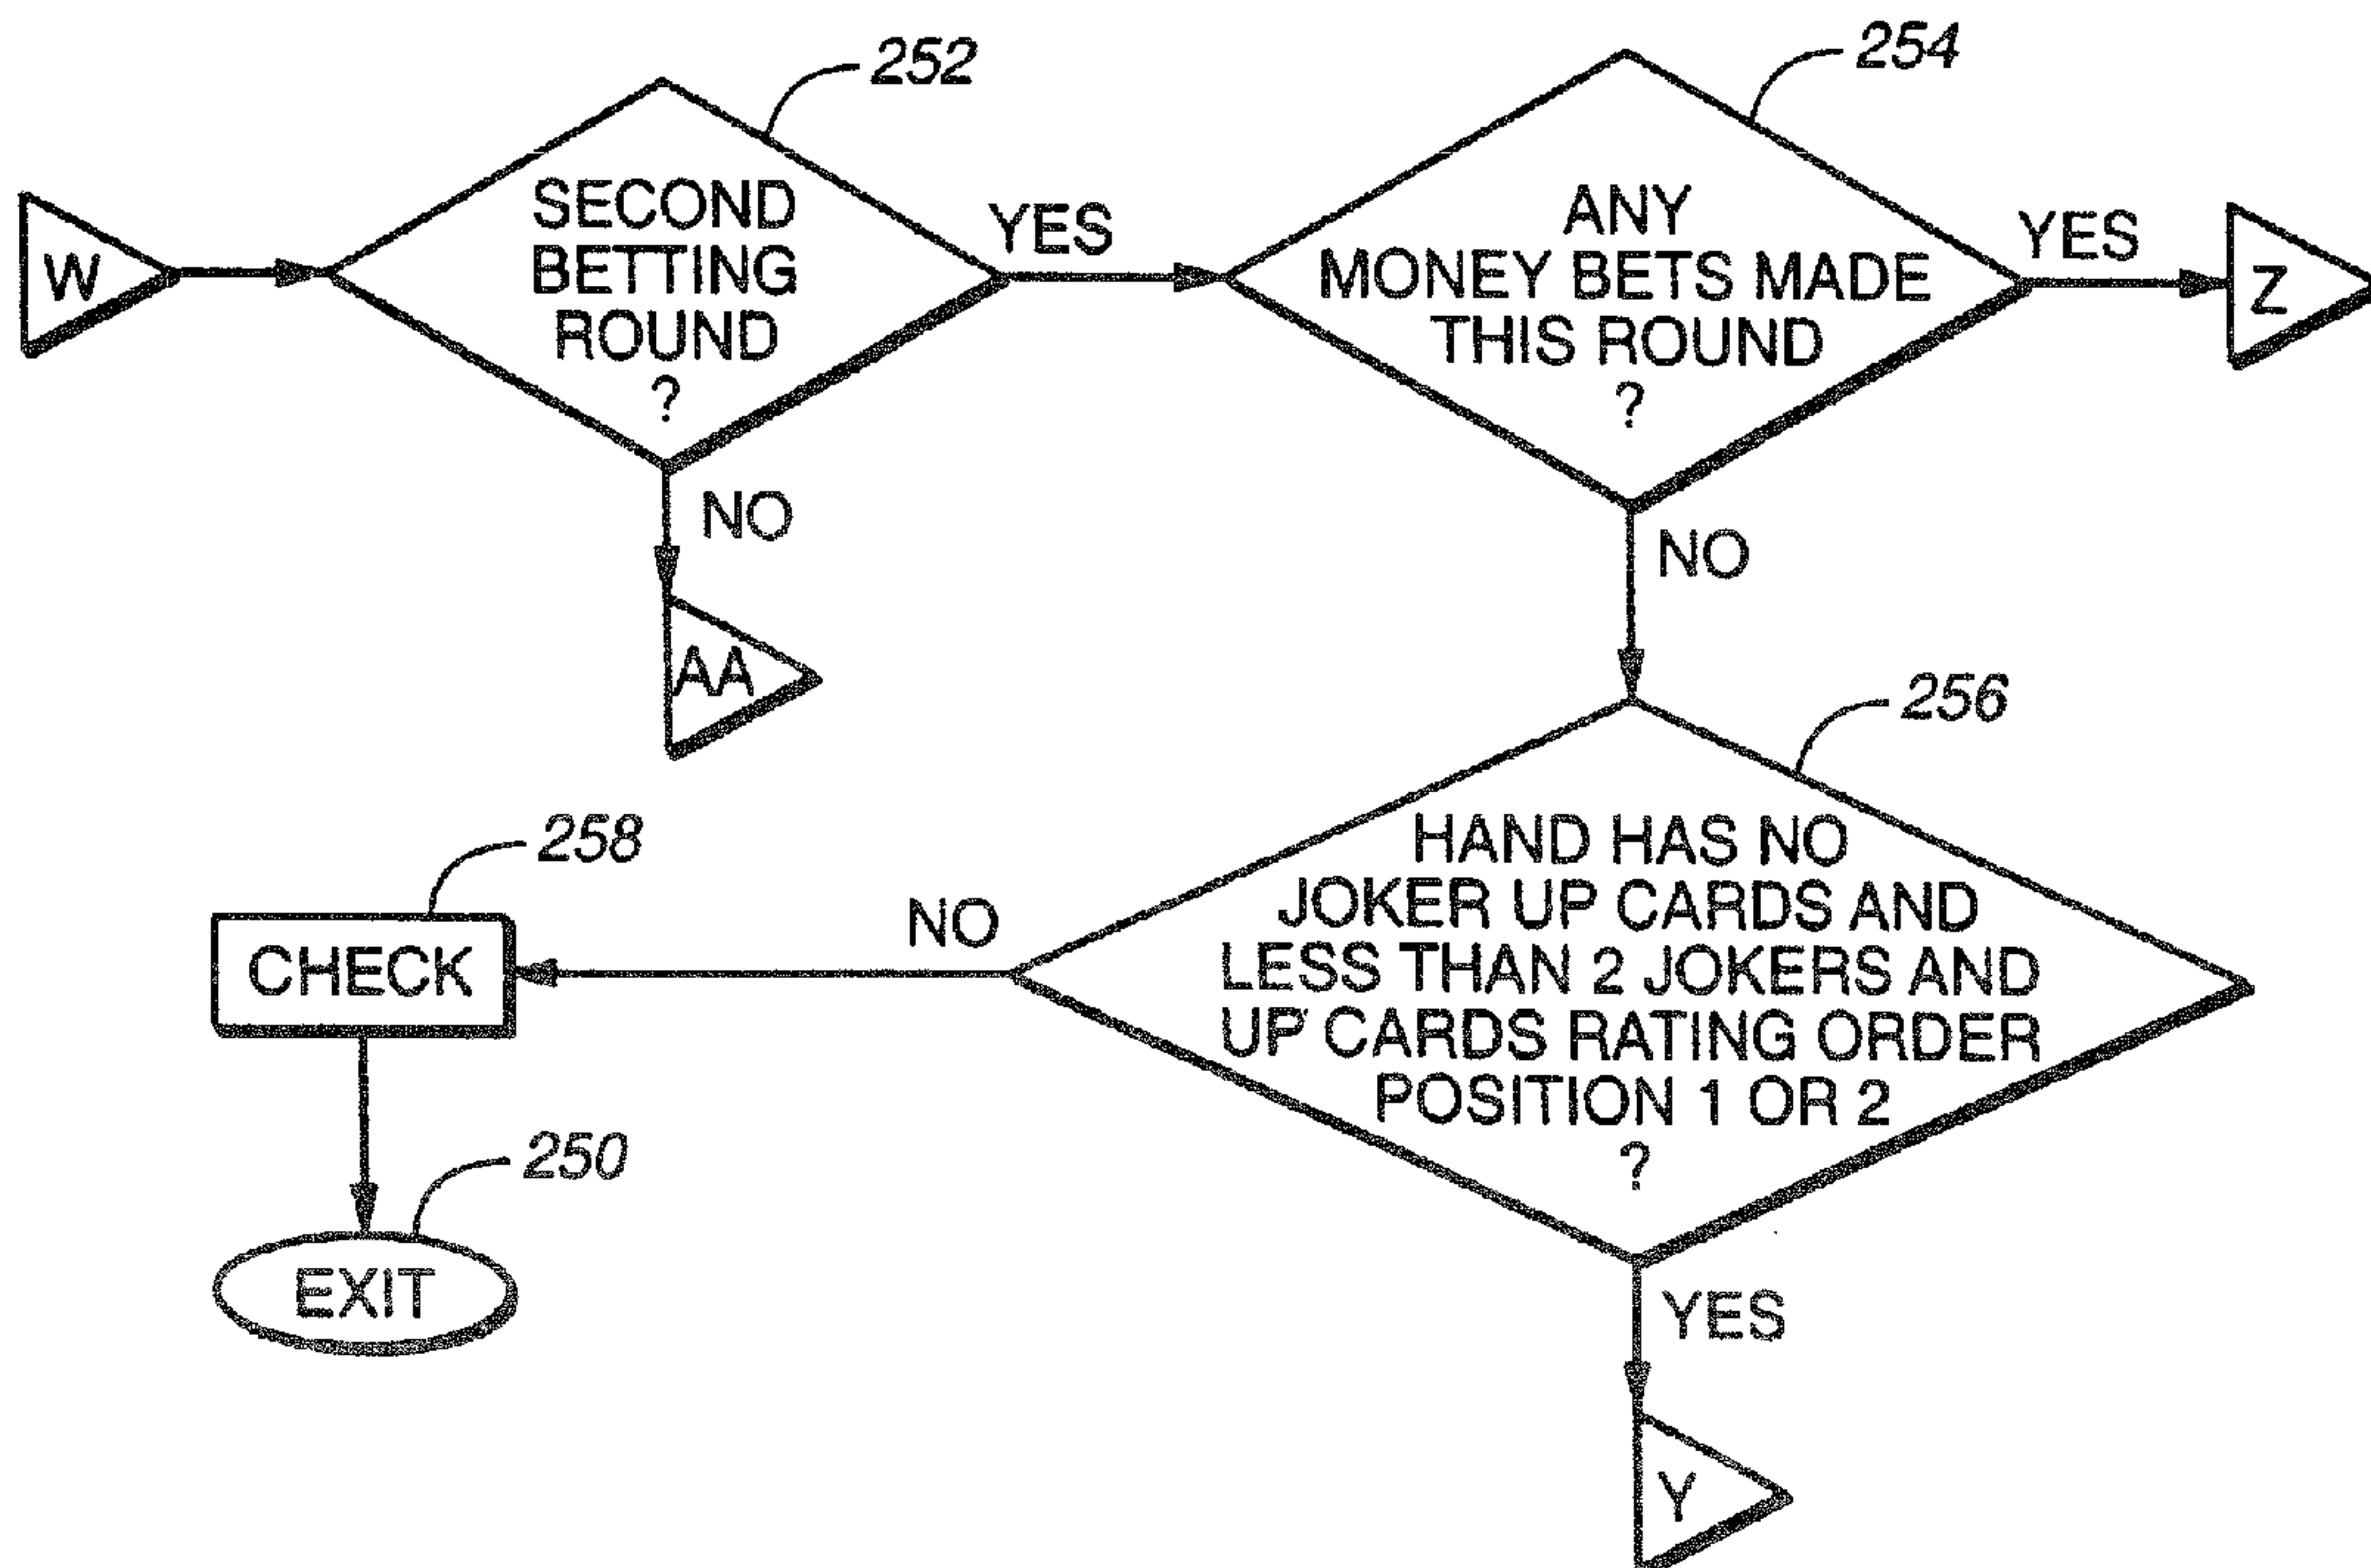 252
254
W
SECOND
BETTING
ROUND
?
YES
NO
AA
ANY
MONEY BETS MADE
THIS ROUND
?
YES
Z
NO
256
HAND HAS NO
JOKER UP CARDS AND
LESS THAN 2 JOKERS AND
UP CARDS RATING ORDER
POSITION 1 OR 2
?
NO
258
CHECK
250
EXIT
YES
Y